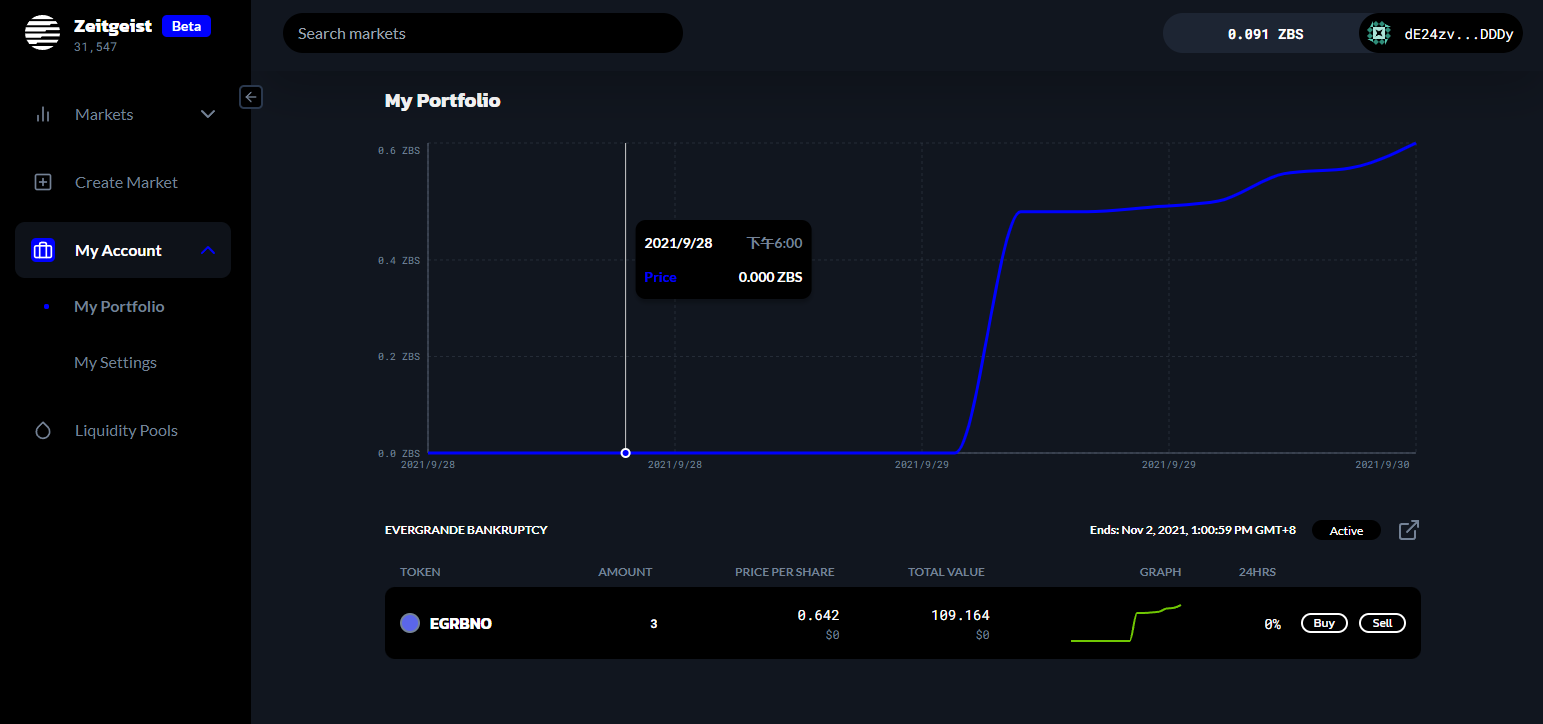 Zeitgeist Beta
31,547
Search markets
0.091 ZBS
dE24zv...DDDy
Markets
Create Market
My Account
My Portfolio
My Settings
Liquidity Pools
My Portfolio
0.6 ZBS
0.4 ZBS
0.2 ZBS
0.0 ZBS
2021/9/28 下午6:00
Price 0.000 ZBS
2021/9/28 2021/9/28 2021/9/29 2021/9/29 2021/9/30
EVERGRANDE BANKRUPTCY Ends: Nov 2, 2021, 1:00:59 PM GMT+8 Active
TOKEN AMOUNT PRICE PER SHARE TOTAL VALUE GRAPH 24HRS
EGRBNO 3 0.642 109.164 0% Buy Sell
$0 $0